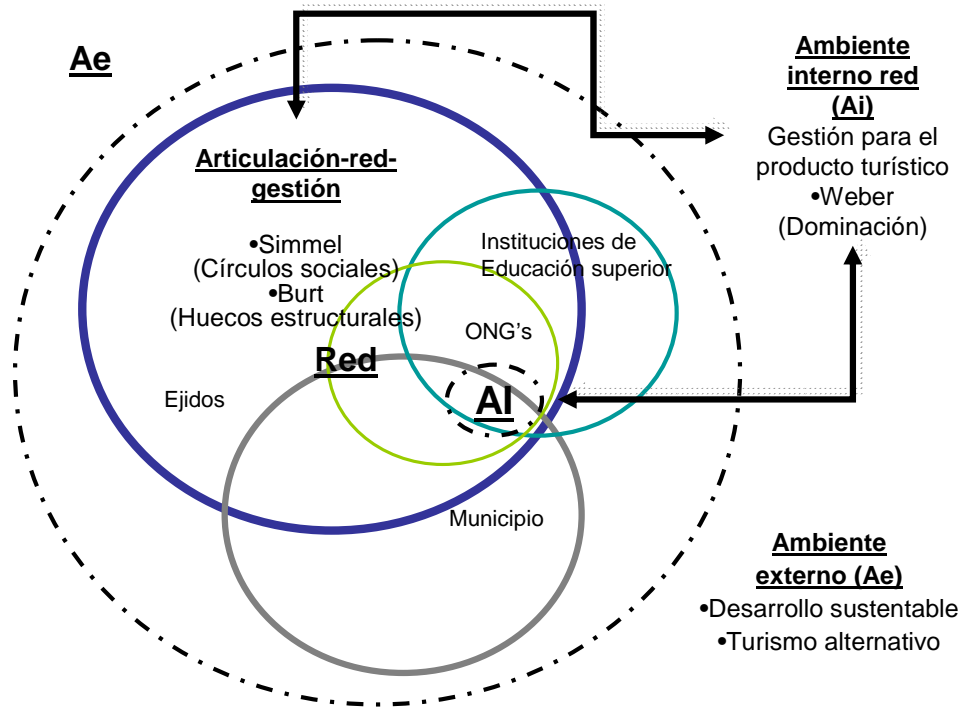 Ae
Ambiente
interno red
(Ai)
Gestión para el
producto turístico
•Weber
(Dominación)
Articulación-red-
gestión
•Simmel
(Círculos sociales)
•Burt
(Huecos estructurales)
Instituciones de
Educación superior
ONG's
Red
AI
Ejidos
Municipio
Ambiente
externo (Ae)
•Desarrollo sustentable
•Turismo alternativo